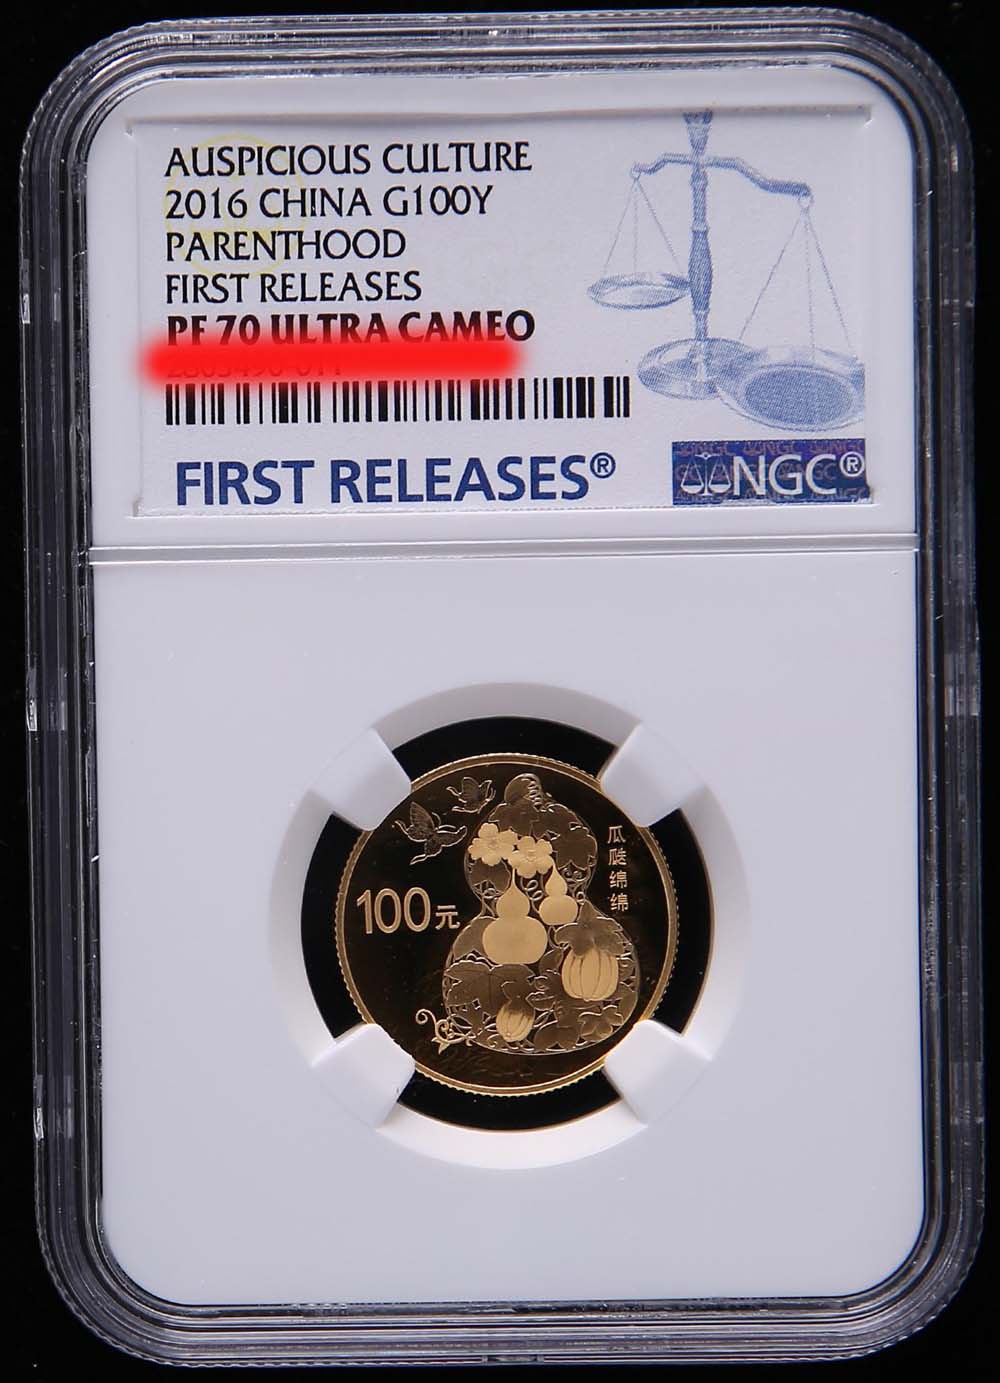 AUSPICIOUS CULTURE
2016 CHINA G100Y
PARENTHOOD
FIRST RELEASES
PF 70 ULTRA CAMEO
FIRST RELEASES®
NGC®
100元
瓜瓞绵绵